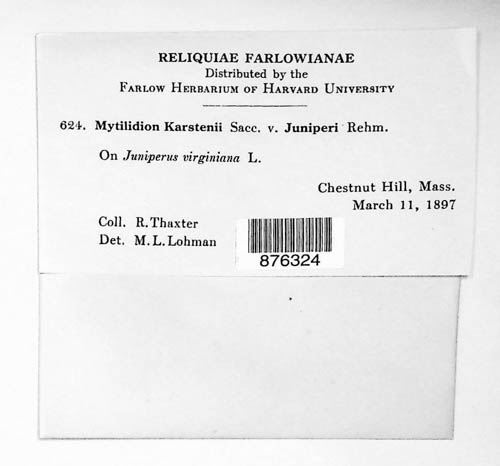 RELIQUIAE FARLOWIANAE
Distributed by the
FARLOW HERBARIUM OF HARVARD UNIVERSITY
624. Mytilidion Karstenii Sacc. v. Juniperi Rehm.
On Juniperus virginiana L.
Chestnut Hill, Mass.
March 11, 1897
Coll. R. Thaxter
Det. M. L. Lohman
876324